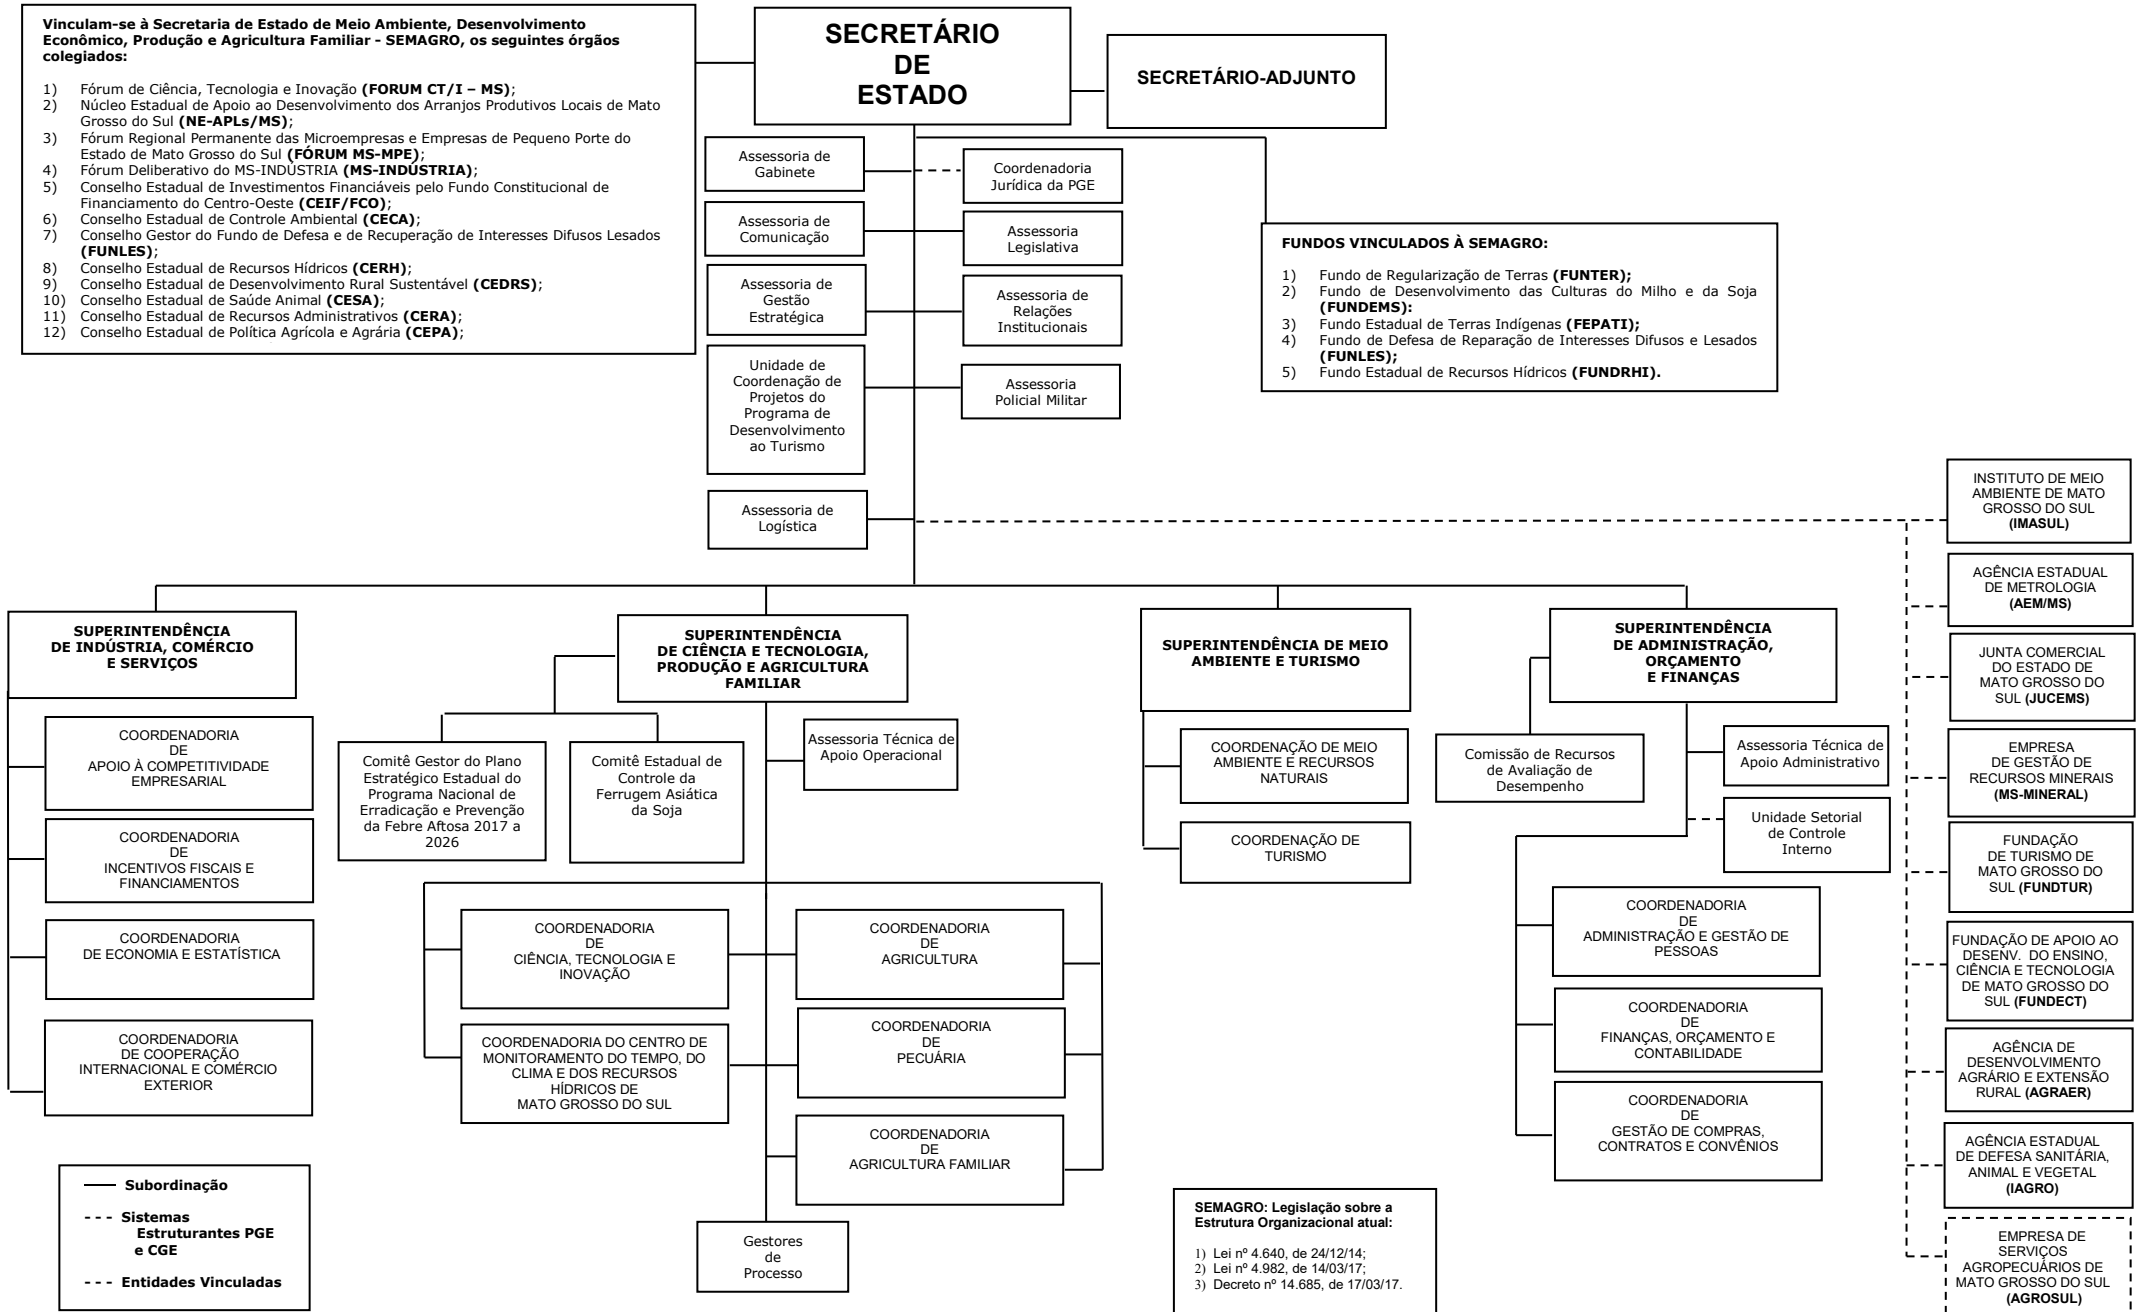 Vinculam-se à Secretaria de Estado de Meio Ambiente, Desenvolvimento
Econômico, Produção e Agricultura Familiar - SEMAGRO, os seguintes órgãos
colegiados:
1) Fórum de Ciência, Tecnologia e Inovação (FORUM CT/I – MS);
2) Núcleo Estadual de Apoio ao Desenvolvimento dos Arranjos Produtivos Locais de Mato
Grosso do Sul (NE-APLs/MS);
3) Fórum Regional Permanente das Microempresas e Empresas de Pequeno Porte do
Estado de Mato Grosso do Sul (FÓRUM MS-MPE);
4) Fórum Deliberativo do MS-INDÚSTRIA (MS-INDÚSTRIA);
5) Conselho Estadual de Investimentos Financiáveis pelo Fundo Constitucional de
Financiamento do Centro-Oeste (CEIF/FCO);
6) Conselho Estadual de Controle Ambiental (CECA);
7) Conselho Gestor do Fundo de Defesa e de Recuperação de Interesses Difusos Lesados
(FUNLES);
8) Conselho Estadual de Recursos Hídricos (CERH);
9) Conselho Estadual de Desenvolvimento Rural Sustentável (CEDRS);
10) Conselho Estadual de Saúde Animal (CESA);
11) Conselho Estadual de Recursos Administrativos (CERA);
12) Conselho Estadual de Política Agrícola e Agrária (CEPA);
SECRETÁRIO
DE
ESTADO
SECRETÁRIO-ADJUNTO
Assessoria de
Gabinete
Coordenadoria
Jurídica da PGE
Assessoria de
Comunicação
Assessoria
Legislativa
Assessoria de
Gestão
Estratégica
Assessoria de
Relações
Institucionais
Unidade de
Coordenação de
Projetos do
Programa de
Desenvolvimento
ao Turismo
Assessoria
Policial Militar
Assessoria de
Logística
FUNDOS VINCULADOS À SEMAGRO:
1) Fundo de Regularização de Terras (FUNTER);
2) Fundo de Desenvolvimento das Culturas do Milho e da Soja
(FUNDEMS):
3) Fundo Estadual de Terras Indígenas (FEPATI);
4) Fundo de Defesa de Reparação de Interesses Difusos e Lesados
(FUNLES);
5) Fundo Estadual de Recursos Hídricos (FUNDRHI).
SUPERINTENDÊNCIA
DE INDÚSTRIA, COMÉRCIO
E SERVIÇOS
COORDENADORIA
DE
APOIO À COMPETITIVIDADE
EMPRESARIAL
COORDENADORIA
DE
INCENTIVOS FISCAIS E
FINANCIAMENTOS
COORDENADORIA
DE ECONOMIA E ESTATÍSTICA
COORDENADORIA
DE COOPERAÇÃO
INTERNACIONAL E COMÉRCIO
EXTERIOR
SUPERINTENDÊNCIA
DE CIÊNCIA E TECNOLOGIA,
PRODUÇÃO E AGRICULTURA
FAMILIAR
Comitê Gestor do Plano
Estratégico Estadual do
Programa Nacional de
Erradicação e Prevenção
da Febre Aftosa 2017 a
2026
Comitê Estadual de
Controle da
Ferrugem Asiática
da Soja
Assessoria Técnica de
Apoio Operacional
COORDENADORIA
DE
CIÊNCIA, TECNOLOGIA E
INOVAÇÃO
COORDENADORIA
DE
AGRICULTURA
COORDENADORIA DO CENTRO DE
MONITORAMENTO DO TEMPO, DO
CLIMA E DOS RECURSOS
HÍDRICOS DE
MATO GROSSO DO SUL
COORDENADORIA
DE
PECUÁRIA
COORDENADORIA
DE
AGRICULTURA FAMILIAR
Gestores
de
Processo
SUPERINTENDÊNCIA DE MEIO
AMBIENTE E TURISMO
COORDENAÇÃO DE MEIO
AMBIENTE E RECURSOS
NATURAIS
COORDENAÇÃO DE
TURISMO
SUPERINTENDÊNCIA
DE ADMINISTRAÇÃO,
ORÇAMENTO
E FINANÇAS
Comissão de Recursos
de Avaliação de
Desempenho
Assessoria Técnica de
Apoio Administrativo
Unidade Setorial
de Controle
Interno
COORDENADORIA
DE
ADMINISTRAÇÃO E GESTÃO DE
PESSOAS
COORDENADORIA
DE
FINANÇAS, ORÇAMENTO E
CONTABILIDADE
COORDENADORIA
DE
GESTÃO DE COMPRAS,
CONTRATOS E CONVÊNIOS
INSTITUTO DE MEIO
AMBIENTE DE MATO
GROSSO DO SUL
(IMASUL)
AGÊNCIA ESTADUAL
DE METROLOGIA
(AEM/MS)
JUNTA COMERCIAL
DO ESTADO DE
MATO GROSSO DO
SUL (JUCEMS)
EMPRESA
DE GESTÃO DE
RECURSOS MINERAIS
(MS-MINERAL)
FUNDAÇÃO
DE TURISMO DE
MATO GROSSO DO
SUL (FUNDTUR)
FUNDAÇÃO DE APOIO AO
DESENV. DO ENSINO,
CIÊNCIA E TECNOLOGIA
DE MATO GROSSO DO
SUL (FUNDECT)
AGÊNCIA DE
DESENVOLVIMENTO
AGRÁRIO E EXTENSÃO
RURAL (AGRAER)
AGÊNCIA ESTADUAL
DE DEFESA SANITÁRIA,
ANIMAL E VEGETAL
(IAGRO)
EMPRESA DE
SERVIÇOS
AGROPECUÁRIOS DE
MATO GROSSO DO SUL
(AGROSUL)
Subordinação
--- Sistemas
Estruturantes PGE
e CGE
--- Entidades Vinculadas
SEMAGRO: Legislação sobre a
Estrutura Organizacional atual:
1) Lei nº 4.640, de 24/12/14;
2) Lei nº 4.982, de 14/03/17;
3) Decreto nº 14.685, de 17/03/17.